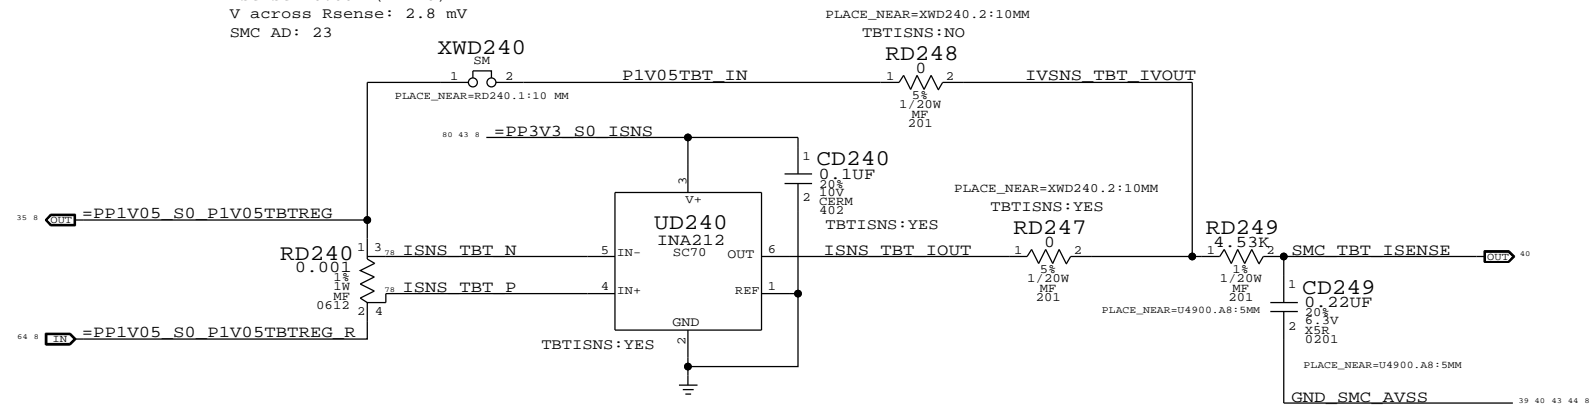 V across Rsense: 2.8 mV
SMC AD: 23
PLACE_NEAR=XWD240.2:10MM
TBTISNS:NO
XWD240
SM
1
2
PLACE_NEAR=RD240.1:10 MM
P1V05TBT_IN
RD248
0
1
2
5%
1/20W
MF
201
IVSNS_TBT_IVOUT
80 43 8
=PP3V3_S0_ISNS
CD240
1
0.1UF
20%
10V
2
CERM
402
TBTISNS:YES
3
V+
UD240
INA212
SC70
35 8
OUT
=PP1V05_S0_P1V05TBTREG
RD240
0.001
1%
1W
MF
0612
1 3
2 4
78 ISNS_TBT_N
5
IN-
78 ISNS_TBT_P
4
IN+
OUT
6
REF
1
GND
2
TBTISNS:YES
64 8
IN
=PP1V05_S0_P1V05TBTREG_R
ISNS_TBT_IOUT
PLACE_NEAR=XWD240.2:10MM
TBTISNS:YES
RD247
0
1
2
5%
1/20W
MF
201
RD249
4.53K
1
2
1%
1/20W
MF
201
PLACE_NEAR=U4900.A8:5MM
SMC_TBT_ISENSE
OUT
40
1
CD249
0.22UF
20%
6.3V
2
X5R
0201
PLACE_NEAR=U4900.A8:5MM
GND_SMC_AVSS
39 40 43 44 8